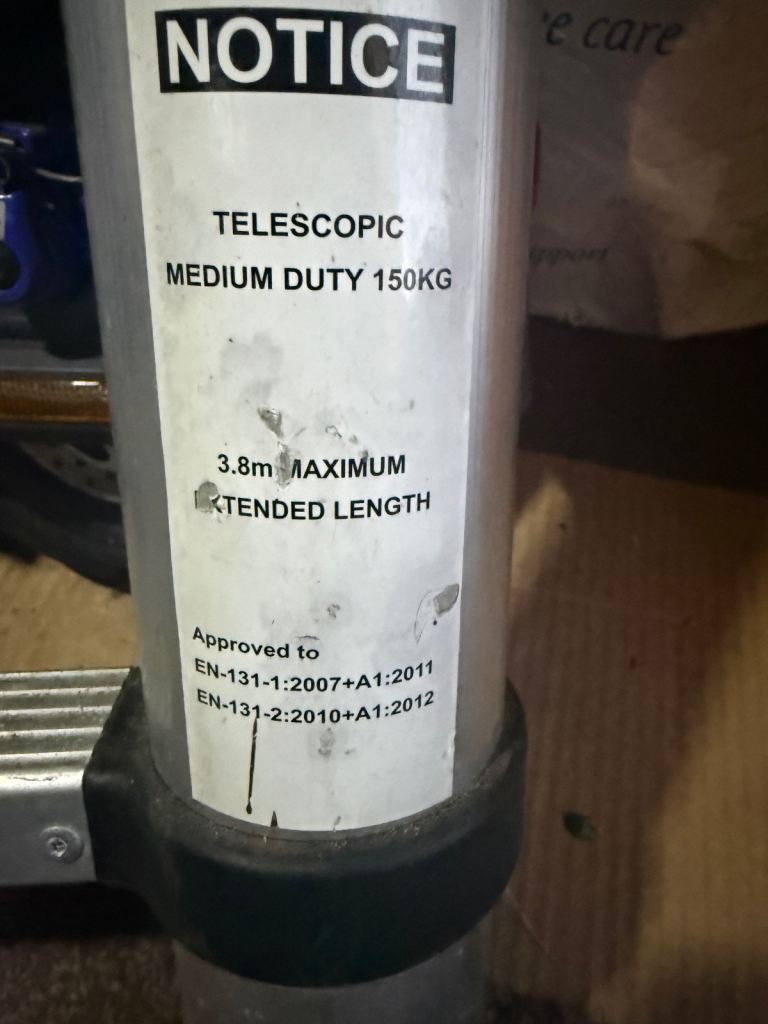 NOTICE
e care
pport
TELESCOPIC
MEDIUM DUTY 150KG
3.8m MAXIMUM
EXTENDED LENGTH
Approved to
EN-131-1:2007+A1:2011
EN-131-2:2010+A1:2012